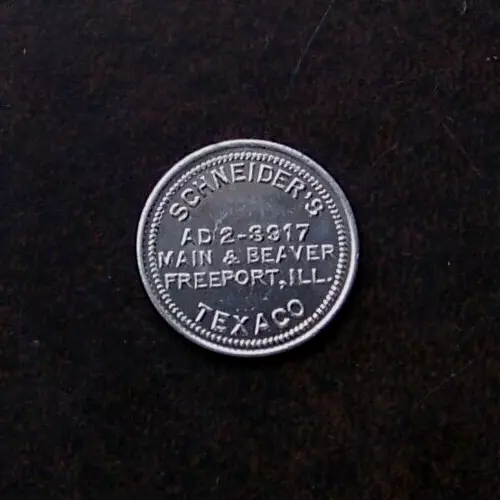 SCHNEIDER'S
AD 2-3317
MAIN & BEAVER
FREEPORT, ILL.
TEXACO